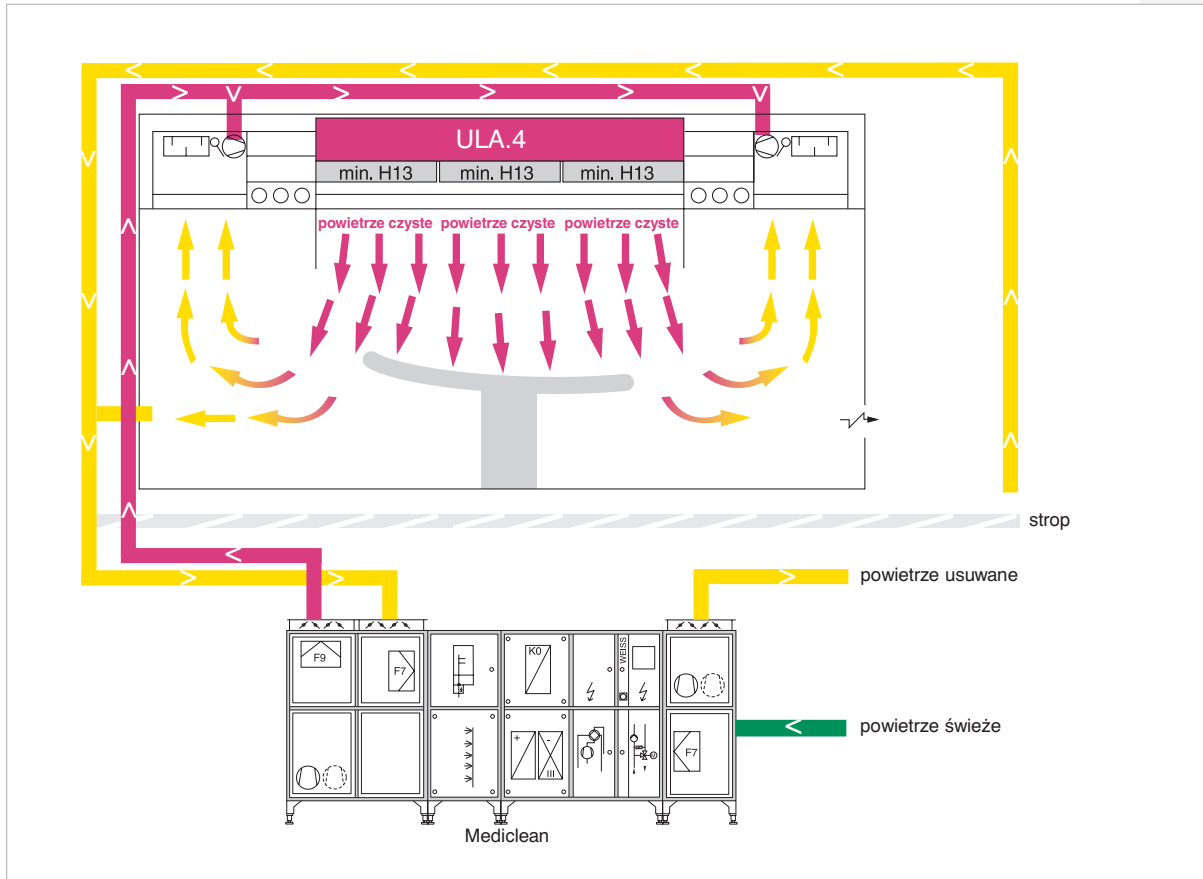 ULA.4
min. H13 min. H13 min. H13
powietrze czyste powietrze czyste powietrze czyste
strop
powietrze usuwane
F9
F7
K0
WEISS
powietrze świeże
+
-
III
F7
Mediclean